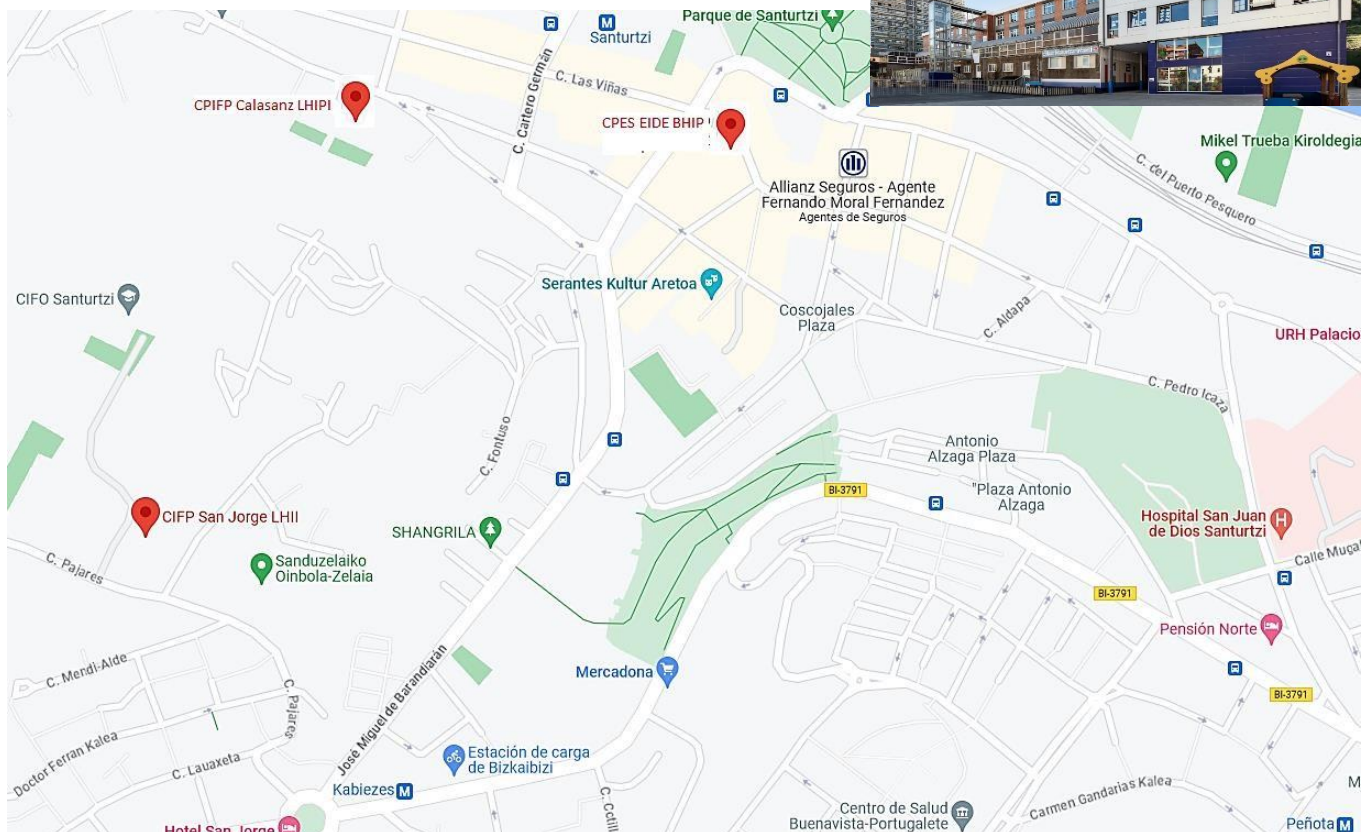 Parque de Santurtzi
Santurtzi
C. Las Viñas
C. Cartero Germán
CPIFP Calasanz LHIPI
CPES EIDE BHIP
Mikel Trueba Kiroldegia
C. del Puerto Pesquero
Allianz Seguros - Agente
Fernando Moral Fernandez
Agentes de Seguros
CIFO Santurtzi
Serantes Kultur Aretoa
Coscojales
Plaza
C. Aldapa
URH Palacio
C. Pedro Icaza
C. Fontuso
Antonio
Alzaga Plaza
"Plaza Antonio
Alzaga
BI-3791
CIFP San Jorge LHII
SHANGRILA
Hospital San Juan
de Dios Santurtzi
C. Pajares
Sanduzelaiko
Oinbola-Zelaia
Calle Mugat
BI-3791
Pensión Norte
C. Mendi-Alde
C. Pajares
José Miguel de Barandiarán
Mercadona
BI-3791
Doctor Ferran Kalea
C. Lauaxeta
Estación de carga
de Bizkaibizi
Kabiezes M
Carmen Gandarias Kalea
Centro de Salud
Buenavista-Portugalete
Hotel San Jorge
Peñota M